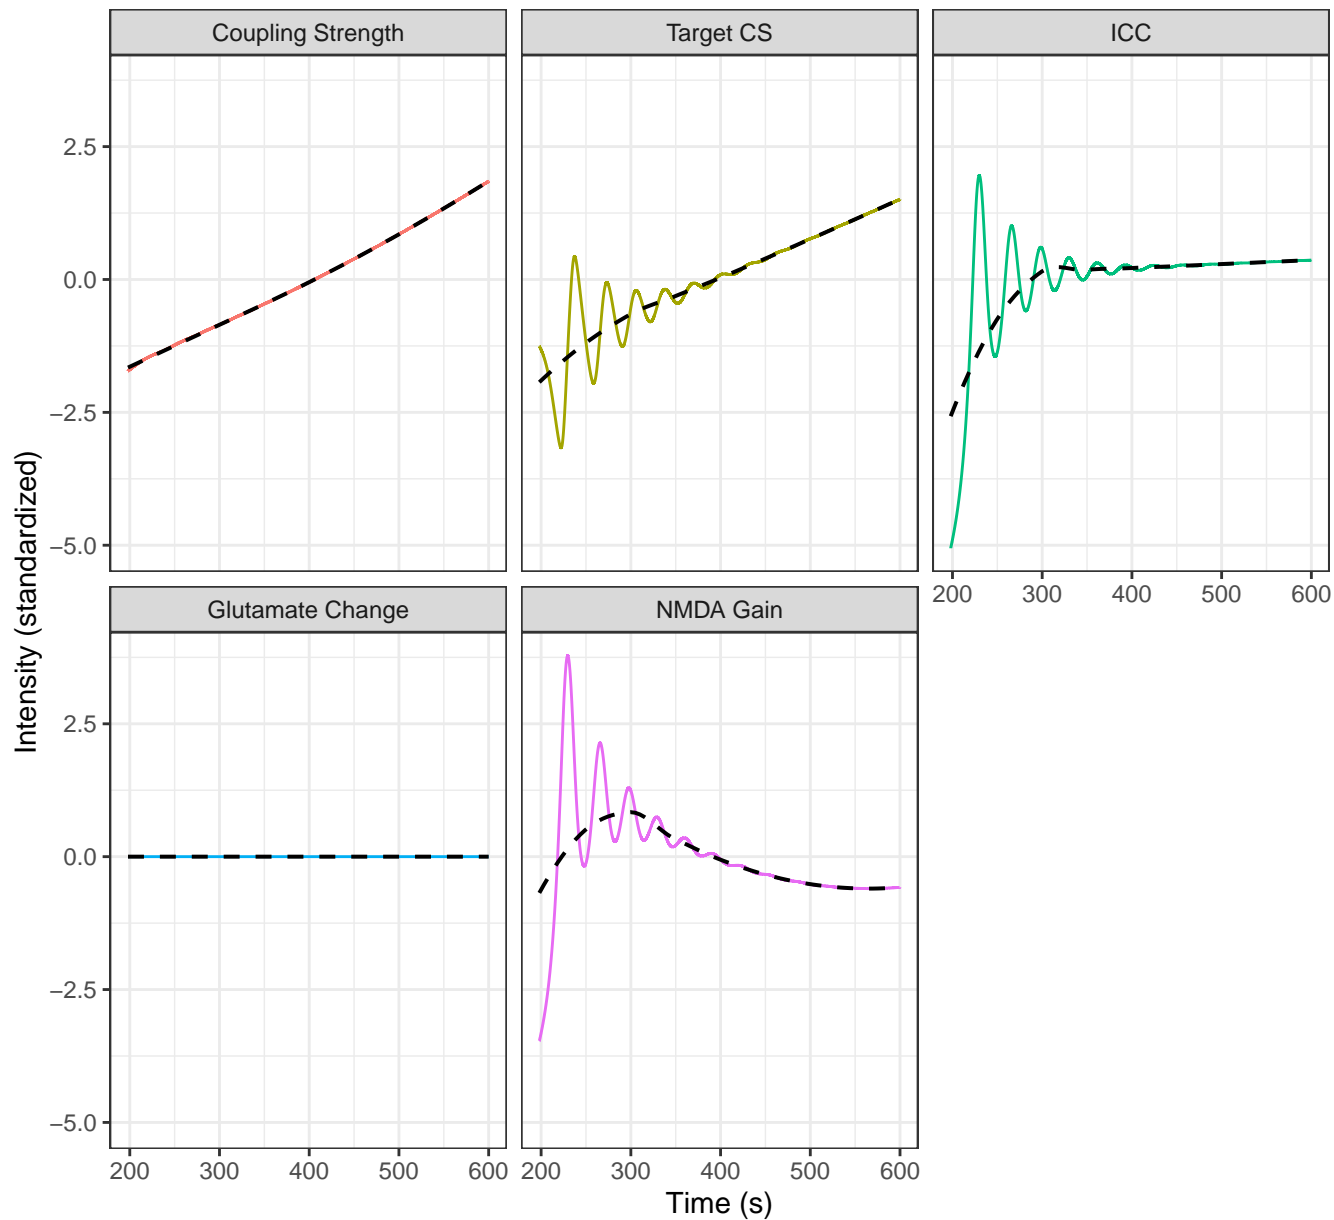 Coupling Strength
Target CS
ICC
2.5
0.0
−2.5
−5.0
200 300 400 500 600
Glutamate Change
NMDA Gain
2.5
0.0
−2.5
−5.0
200 300 400 500 600
200 300 400 500 600
Time (s)
Intensity (standardized)